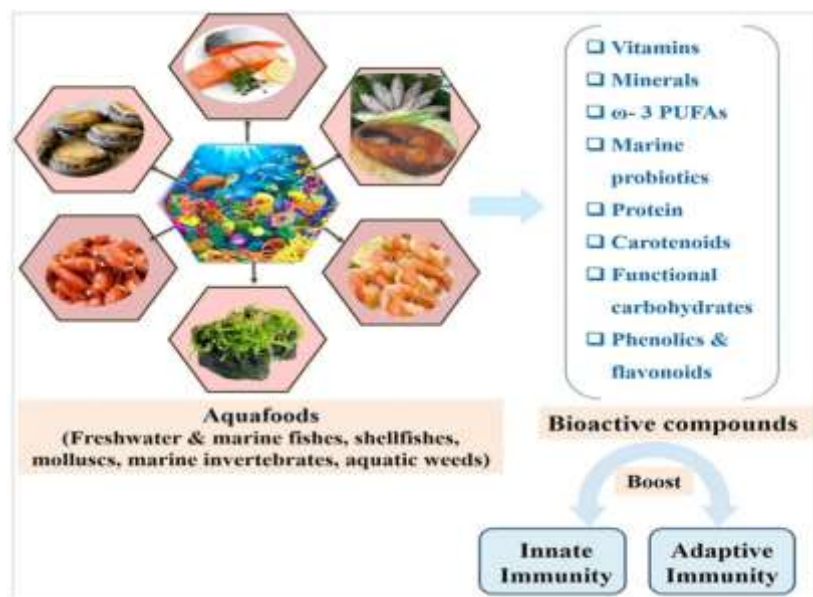 ❑ Vitamins
❑ Minerals
❑ ω- 3 PUFAs
❑ Marine
probiotics
❑ Protein
❑ Carotenoids
❑ Functional
carbohydrates
❑ Phenolics &
flavonoids
Aquafoods
(Freshwater & marine fishes, shellfishes,
molluscs, marine invertebrates, aquatic weeds)
Bioactive compounds
Boost
Innate
Immunity
Adaptive
Immunity